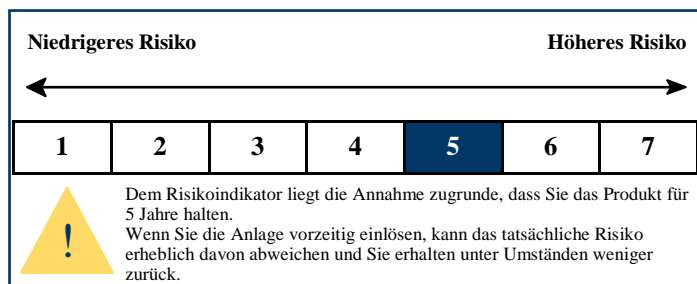 Niedrigeres Risiko Höheres Risiko
1 2 3 4 5 6 7
! Dem Risikoindikator liegt die Annahme zugrunde, dass Sie das Produkt für
5 Jahre halten.
Wenn Sie die Anlage vorzeitig einlösen, kann das tatsächliche Risiko
erheblich davon abweichen und Sie erhalten unter Umständen weniger
zurück.